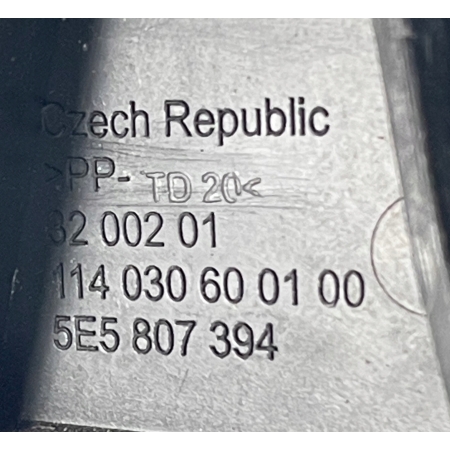 Czech Republic
>PP-TD 20<
32 002 01
114 030 60 01 00
5E5 807 394